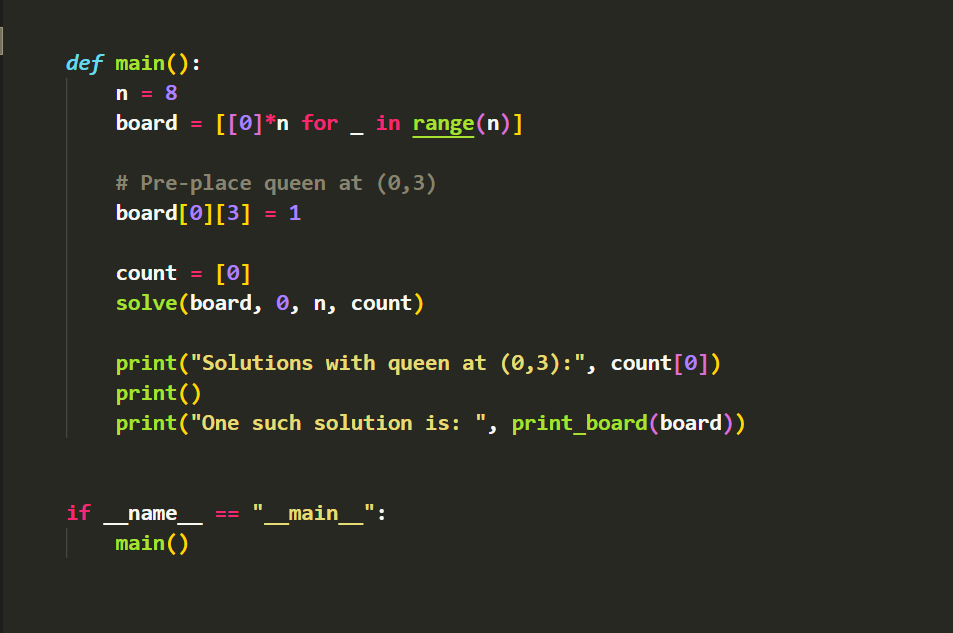 def main():
    n = 8
    board = [[0]*n for _ in range(n)]
    # Pre-place queen at (0,3)
    board[0][3] = 1
    count = [0]
    solve(board, 0, n, count)
    print("Solutions with queen at (0,3):", count[0])
    print()
    print("One such solution is: ", print_board(board))
if __name__ == "__main__":
    main()